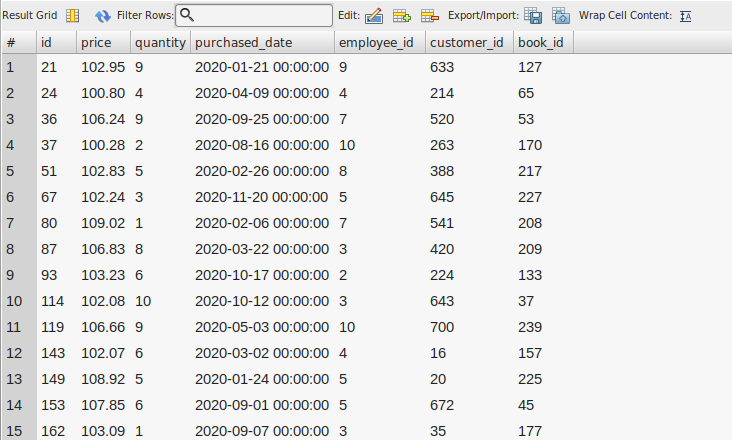 Result Grid Filter Rows: Edit: Export/Import: Wrap Cell Content:
# id price quantity purchased_date employee_id customer_id book_id
1 21 102.95 9 2020-01-21 00:00:00 9 633 127
2 24 100.80 4 2020-04-09 00:00:00 4 214 65
3 36 106.24 9 2020-09-25 00:00:00 7 520 53
4 37 100.28 2 2020-08-16 00:00:00 10 263 170
5 51 102.83 5 2020-02-26 00:00:00 8 388 217
6 67 102.24 3 2020-11-20 00:00:00 5 645 227
7 80 109.02 1 2020-02-06 00:00:00 7 541 208
8 87 106.83 8 2020-03-22 00:00:00 3 420 209
9 93 103.23 6 2020-10-17 00:00:00 2 224 133
10 114 102.08 10 2020-10-12 00:00:00 3 643 37
11 119 106.66 9 2020-05-03 00:00:00 10 700 239
12 143 102.07 6 2020-03-02 00:00:00 4 16 157
13 149 108.92 5 2020-01-24 00:00:00 5 20 225
14 153 107.85 6 2020-09-01 00:00:00 5 672 45
15 162 103.09 1 2020-09-07 00:00:00 3 35 177